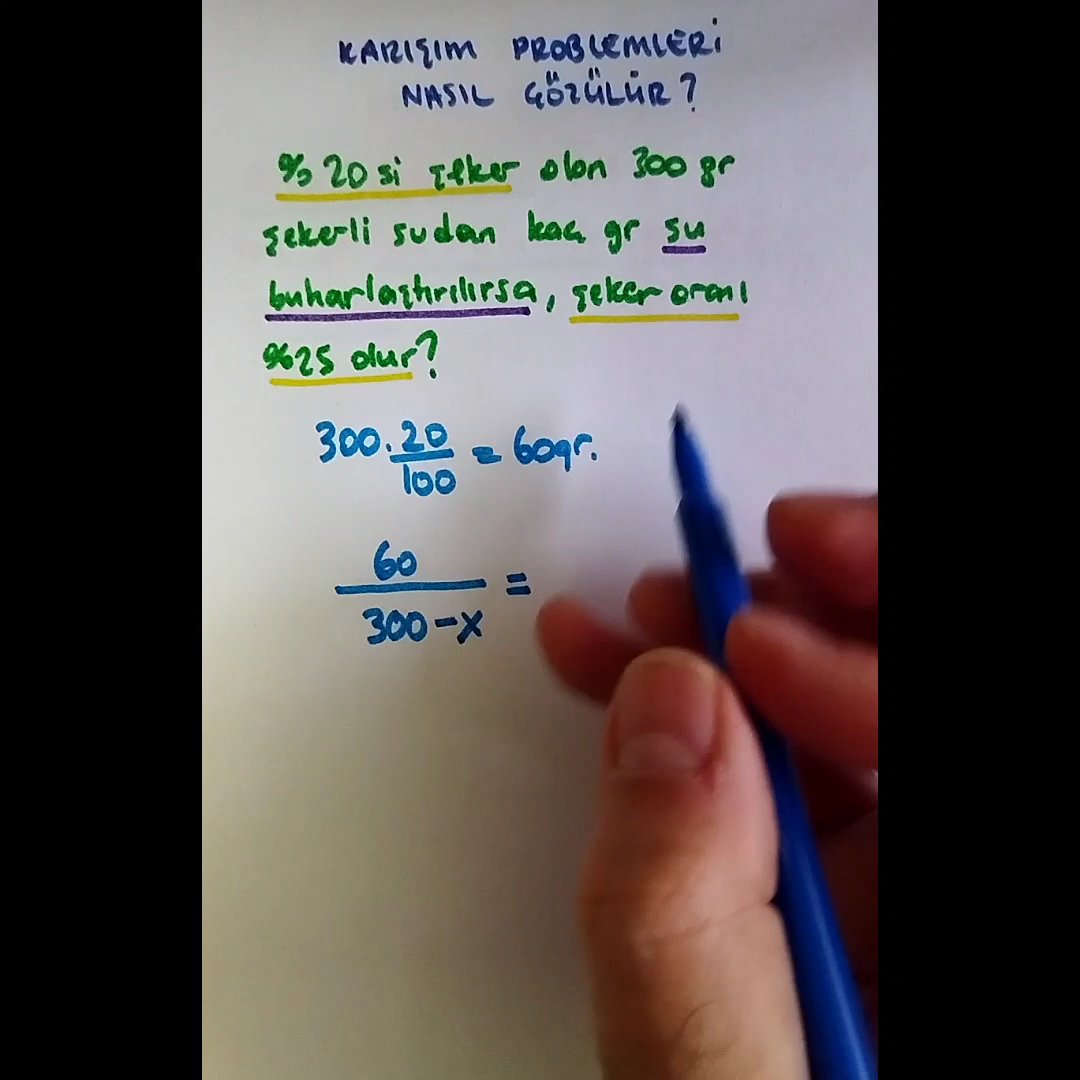 KARIŞIM PROBLEMLERİ
NASIL ÇÖZÜLÜR?
%20 si şeker olan 300 gr
şekerli sudan kaç gr su
buharlaştırılırsa, şeker oranı
%25 olur?
300 . 20/100 = 60gr.
60/(300-x) =